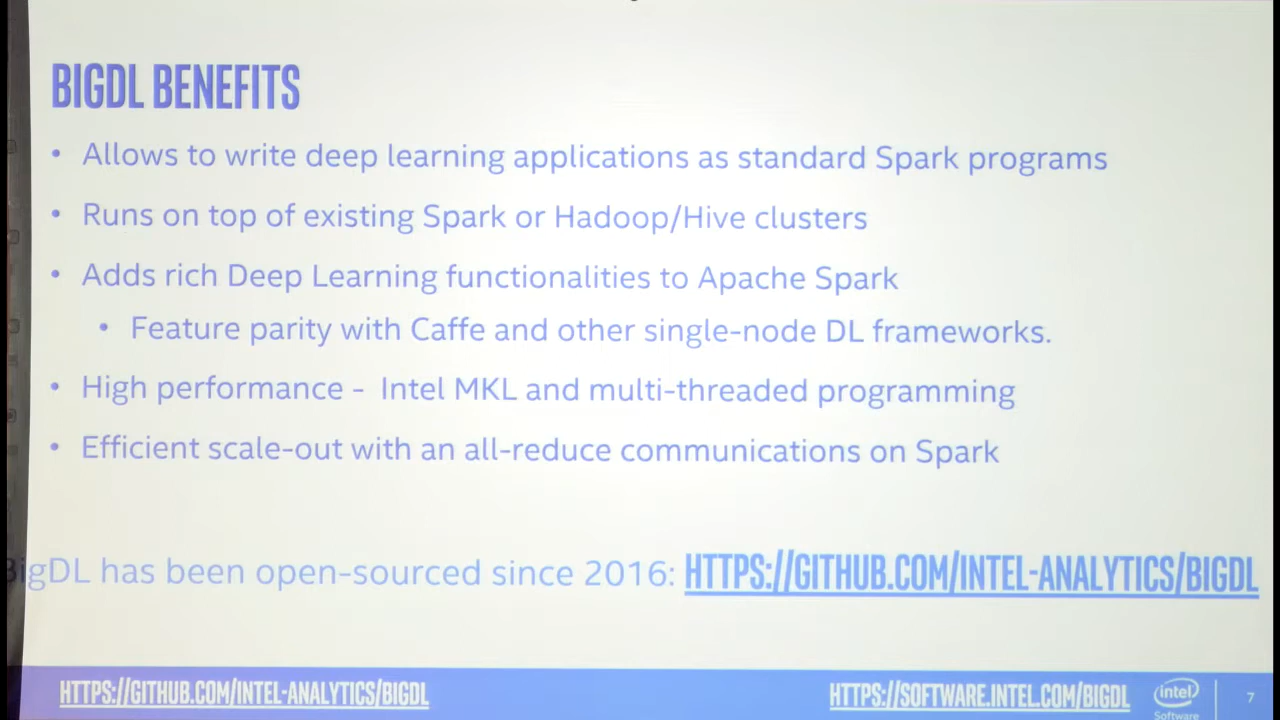 BIGDL BENEFITS
• Allows to write deep learning applications as standard Spark programs
• Runs on top of existing Spark or Hadoop/Hive clusters
• Adds rich Deep Learning functionalities to Apache Spark
• Feature parity with Caffe and other single-node DL frameworks.
• High performance - Intel MKL and multi-threaded programming
• Efficient scale-out with an all-reduce communications on Spark
BigDL has been open-sourced since 2016: HTTPS://GITHUB.COM/INTEL-ANALYTICS/BIGDL
HTTPS://GITHUB.COM/INTEL-ANALYTICS/BIGDL
HTTPS://SOFTWARE.INTEL.COM/BIGDL
intel
Software
7